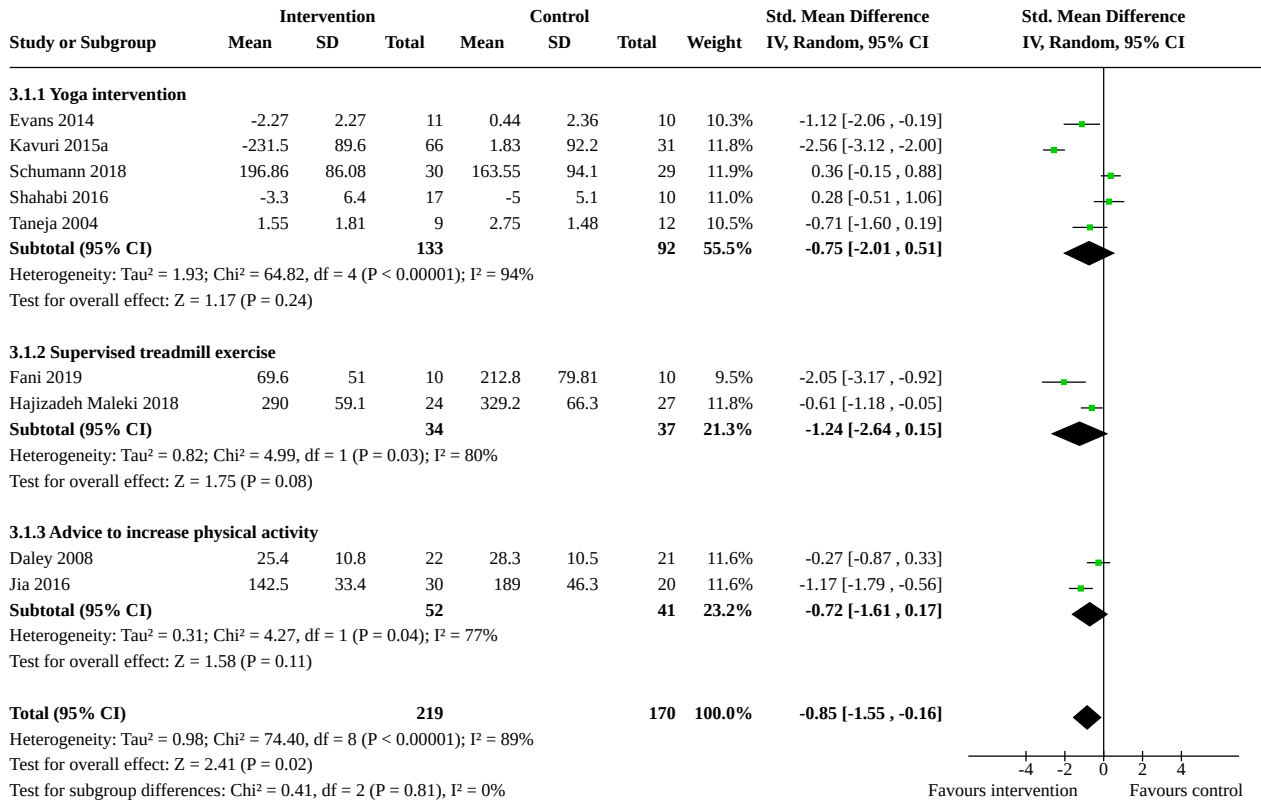 Intervention Control Std. Mean Difference Std. Mean Difference
Study or Subgroup Mean SD Total Mean SD Total Weight IV, Random, 95% CI IV, Random, 95% CI
3.1.1 Yoga intervention
Evans 2014 -2.27 2.27 11 0.44 2.36 10 10.3% -1.12 [-2.06 , -0.19]
Kavuri 2015a -231.5 89.6 66 1.83 92.2 31 11.8% -2.56 [-3.12 , -2.00]
Schumann 2018 196.86 86.08 30 163.55 94.1 29 11.9% 0.36 [-0.15 , 0.88]
Shahabi 2016 -3.3 6.4 17 -5 5.1 10 11.0% 0.28 [-0.51 , 1.06]
Taneja 2004 1.55 1.81 9 2.75 1.48 12 10.5% -0.71 [-1.60 , 0.19]
Subtotal (95% CI) 133 92 55.5% -0.75 [-2.01 , 0.51]
Heterogeneity: Tau² = 1.93; Chi² = 64.82, df = 4 (P < 0.00001); I² = 94%
Test for overall effect: Z = 1.17 (P = 0.24)
3.1.2 Supervised treadmill exercise
Fani 2019 69.6 51 10 212.8 79.81 10 9.5% -2.05 [-3.17 , -0.92]
Hajizadeh Maleki 2018 290 59.1 24 329.2 66.3 27 11.8% -0.61 [-1.18 , -0.05]
Subtotal (95% CI) 34 37 21.3% -1.24 [-2.64 , 0.15]
Heterogeneity: Tau² = 0.82; Chi² = 4.99, df = 1 (P = 0.03); I² = 80%
Test for overall effect: Z = 1.75 (P = 0.08)
3.1.3 Advice to increase physical activity
Daley 2008 25.4 10.8 22 28.3 10.5 21 11.6% -0.27 [-0.87 , 0.33]
Jia 2016 142.5 33.4 30 189 46.3 20 11.6% -1.17 [-1.79 , -0.56]
Subtotal (95% CI) 52 41 23.2% -0.72 [-1.61 , 0.17]
Heterogeneity: Tau² = 0.31; Chi² = 4.27, df = 1 (P = 0.04); I² = 77%
Test for overall effect: Z = 1.58 (P = 0.11)
Total (95% CI) 219 170 100.0% -0.85 [-1.55 , -0.16]
Heterogeneity: Tau² = 0.98; Chi² = 74.40, df = 8 (P < 0.00001); I² = 89%
Test for overall effect: Z = 2.41 (P = 0.02)
-4 -2 0 2 4
Test for subgroup differences: Chi² = 0.41, df = 2 (P = 0.81), I² = 0%
Favours intervention Favours control